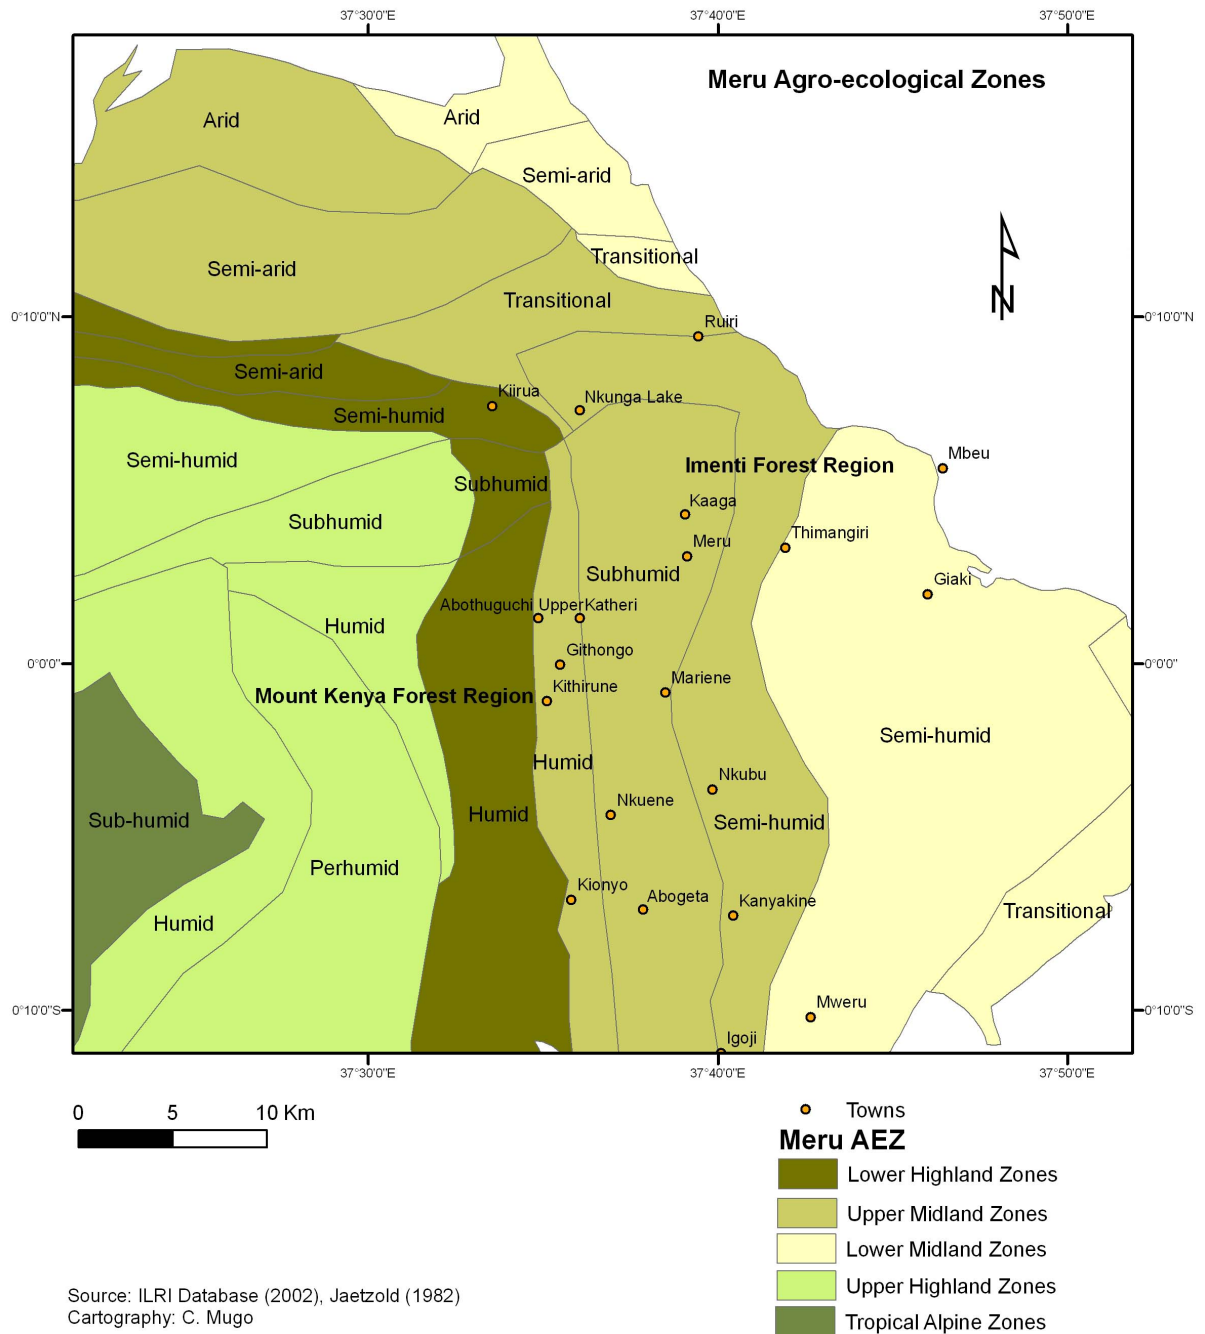 37°30'0"E
37°40'0"E
37°50'0"E
Meru Agro-ecological Zones
Arid
Arid
Semi-arid
Transitional
N
Semi-arid
Transitional
0°10'0"N
Ruiri
0°10'0"N
Semi-arid
Kiirua
Nkunga Lake
Semi-humid
Semi-humid
Imenti Forest Region
Mbeu
Subhumid
Kaaga
Subhumid
Meru
Thimangiri
Subhumid
Giaki
Abothuguchi Upper
Katheri
Humid
Githongo
0°0'0"
0°0'0"
Mount Kenya Forest Region
Kithirune
Mariene
Semi-humid
Humid
Nkubu
Nkuene
Sub-humid
Humid
Semi-humid
Perhumid
Kionyo
Abogeta
Kanyakine
Humid
Transitional
0°10'0"S
Mweru
0°10'0"S
Igoji
37°30'0"E
37°40'0"E
37°50'0"E
0 5 10 Km
Towns
Meru AEZ
Lower Highland Zones
Upper Midland Zones
Lower Midland Zones
Upper Highland Zones
Tropical Alpine Zones
Source: ILRI Database (2002), Jaetzold (1982)
Cartography: C. Mugo